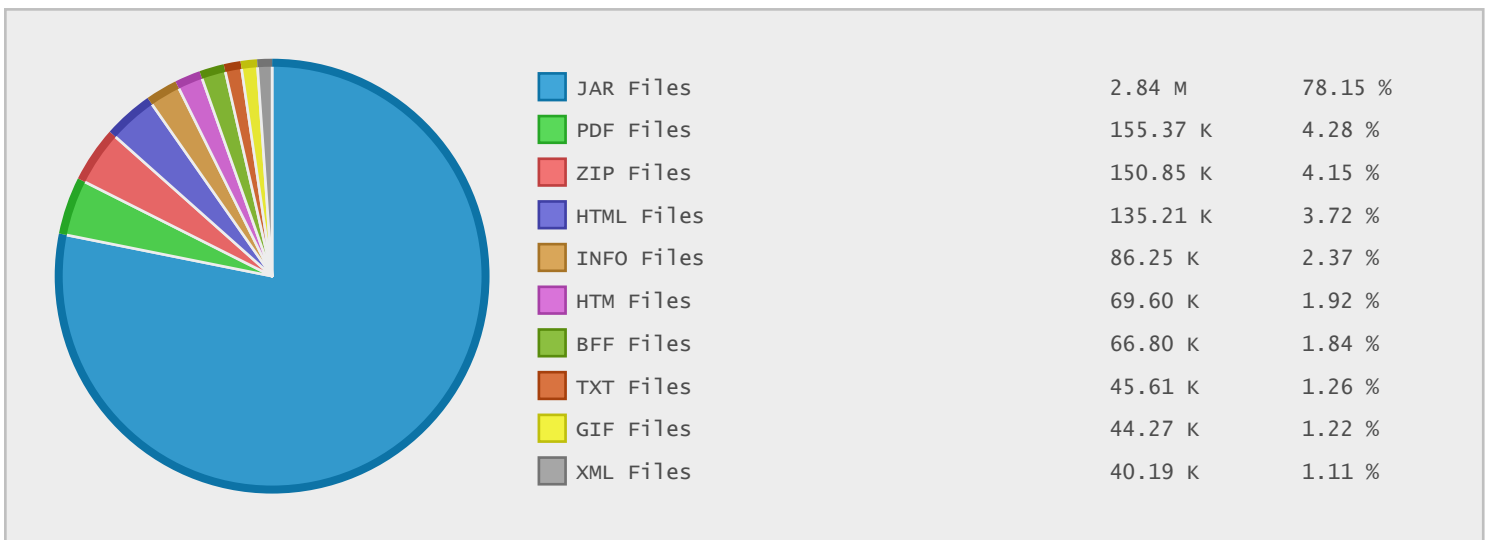 JAR Files 2.84 M 78.15 %
PDF Files 155.37 K 4.28 %
ZIP Files 150.85 K 4.15 %
HTML Files 135.21 K 3.72 %
INFO Files 86.25 K 2.37 %
HTM Files 69.60 K 1.92 %
BFF Files 66.80 K 1.84 %
TXT Files 45.61 K 1.26 %
GIF Files 44.27 K 1.22 %
XML Files 40.19 K 1.11 %